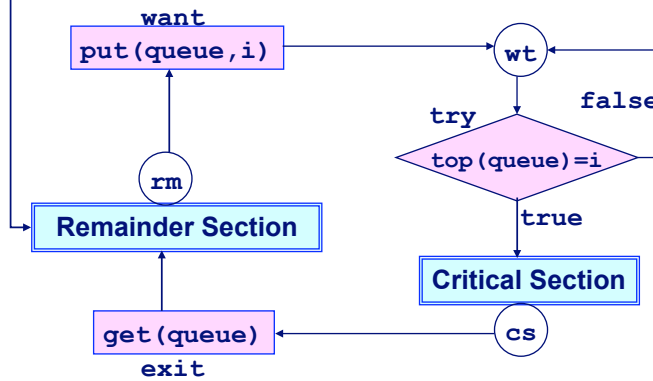 want
put(queue,i)
wt
false
try
top(queue)=i
rm
Remainder Section
true
Critical Section
get(queue)
cs
exit